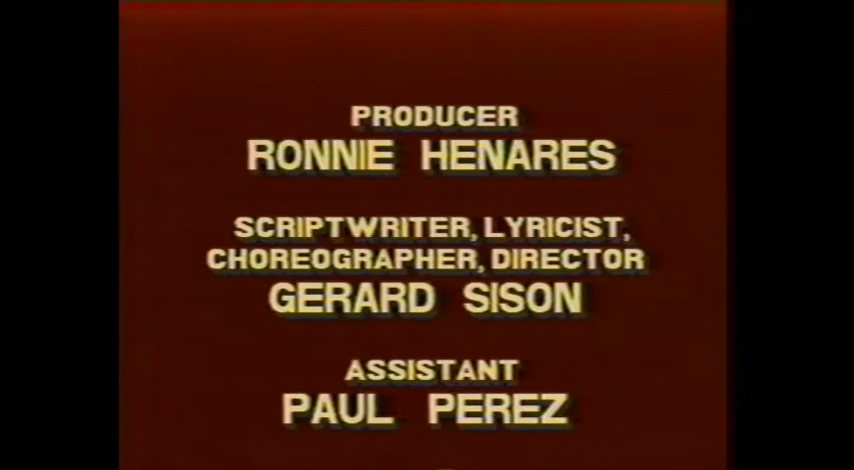 PRODUCER
RONNIE HENARES
SCRIPTWRITER, LYRICIST,
CHOREOGRAPHER, DIRECTOR
GERARD SISON
ASSISTANT
PAUL PEREZ